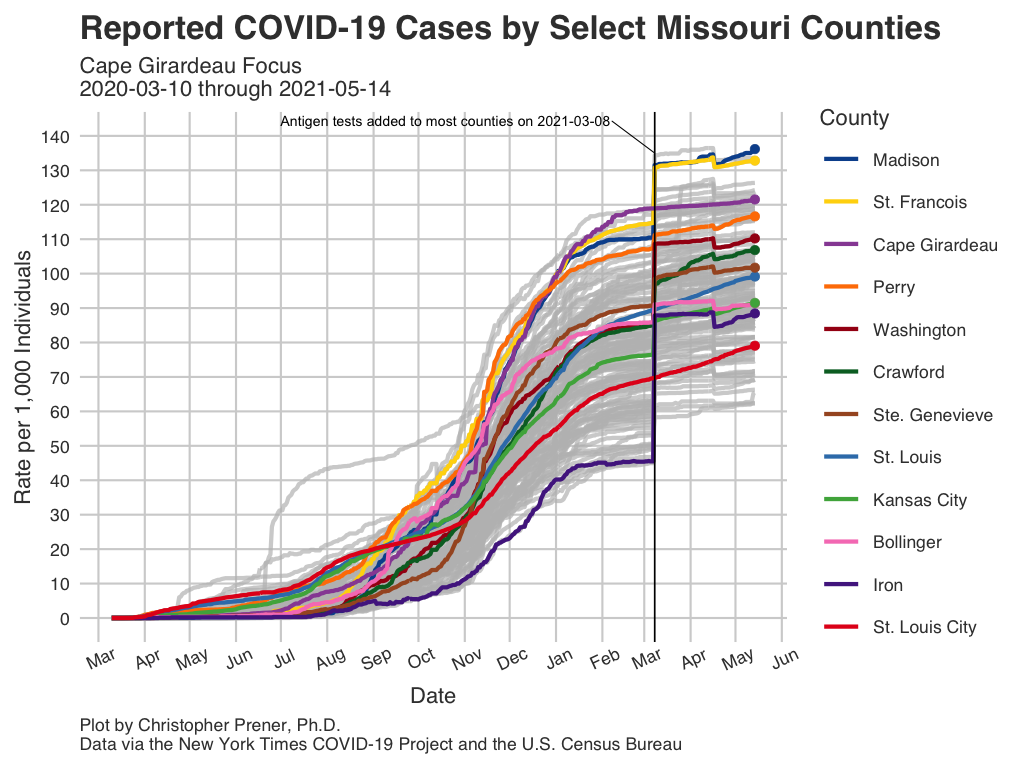 Reported COVID-19 Cases by Select Missouri Counties
Cape Girardeau Focus
2020-03-10 through 2021-05-14
Antigen tests added to most counties on 2021-03-08
Rate per 1,000 Individuals
140
130
120
110
100
90
80
70
60
50
40
30
20
10
0
Mar
Apr
May
Jun
Jul
Aug
Sep
Oct
Nov
Dec
Jan
Feb
Mar
Apr
May
Jun
Date
County
Madison
St. Francois
Cape Girardeau
Perry
Washington
Crawford
Ste. Genevieve
St. Louis
Kansas City
Bollinger
Iron
St. Louis City
Plot by Christopher Prener, Ph.D.
Data via the New York Times COVID-19 Project and the U.S. Census Bureau